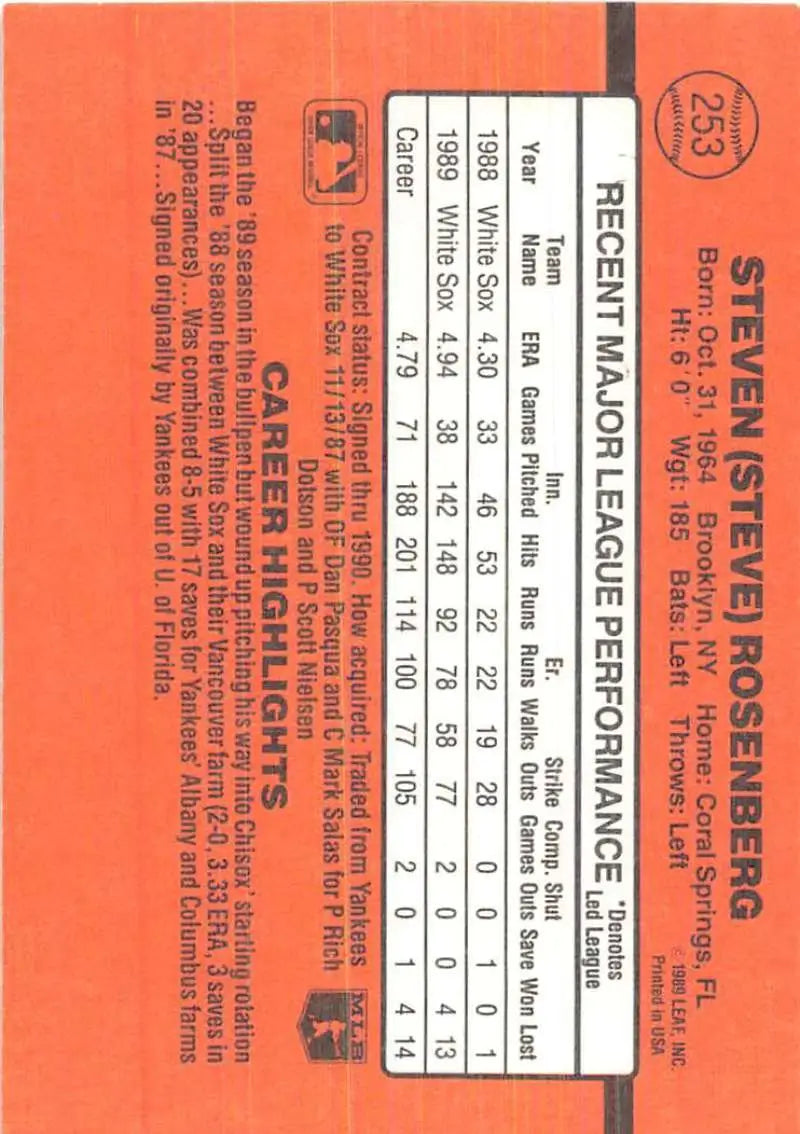 253
STEVEN (STEVE) ROSENBERG
Born: Oct. 31, 1964 Brooklyn, NY Home: Coral Springs, FL
Ht: 6'0" Wgt: 185 Bats: Left Throws: Left
© 1989 LEAF, INC.
Printed in USA
RECENT MAJOR LEAGUE PERFORMANCE
*Denotes
Led League
Team Inn. Er. Strike Comp. Shut
Year Name ERA Games Pitched Hits Runs Runs Walks Outs Games Outs Save Won Lost
1988 White Sox 4.30 33 46 53 22 22 19 28 0 0 1 0 1
1989 White Sox 4.94 38 142 148 92 78 58 77 2 0 0 4 13
Career 4.79 71 188 201 114 100 77 105 2 0 1 4 14
OFFICIAL LICENSEE
MAJOR LEAGUE BASEBALL
Contract status: Signed thru 1990. How acquired: Traded from Yankees
to White Sox 11/13/87 with OF Dan Pasqua and C Mark Salas for P Rich
Dotson and P Scott Nielsen
MLB
CAREER HIGHLIGHTS
Began the '89 season in the bullpen but wound up pitching his way into Chisox' starting rotation
...Split the '88 season between White Sox and their Vancouver farm (2-0, 3.33 ERA, 3 saves in
20 appearances)...Was combined 8-5 with 17 saves for Yankees' Albany and Columbus farms
in '87...Signed originally by Yankees out of U. of Florida.